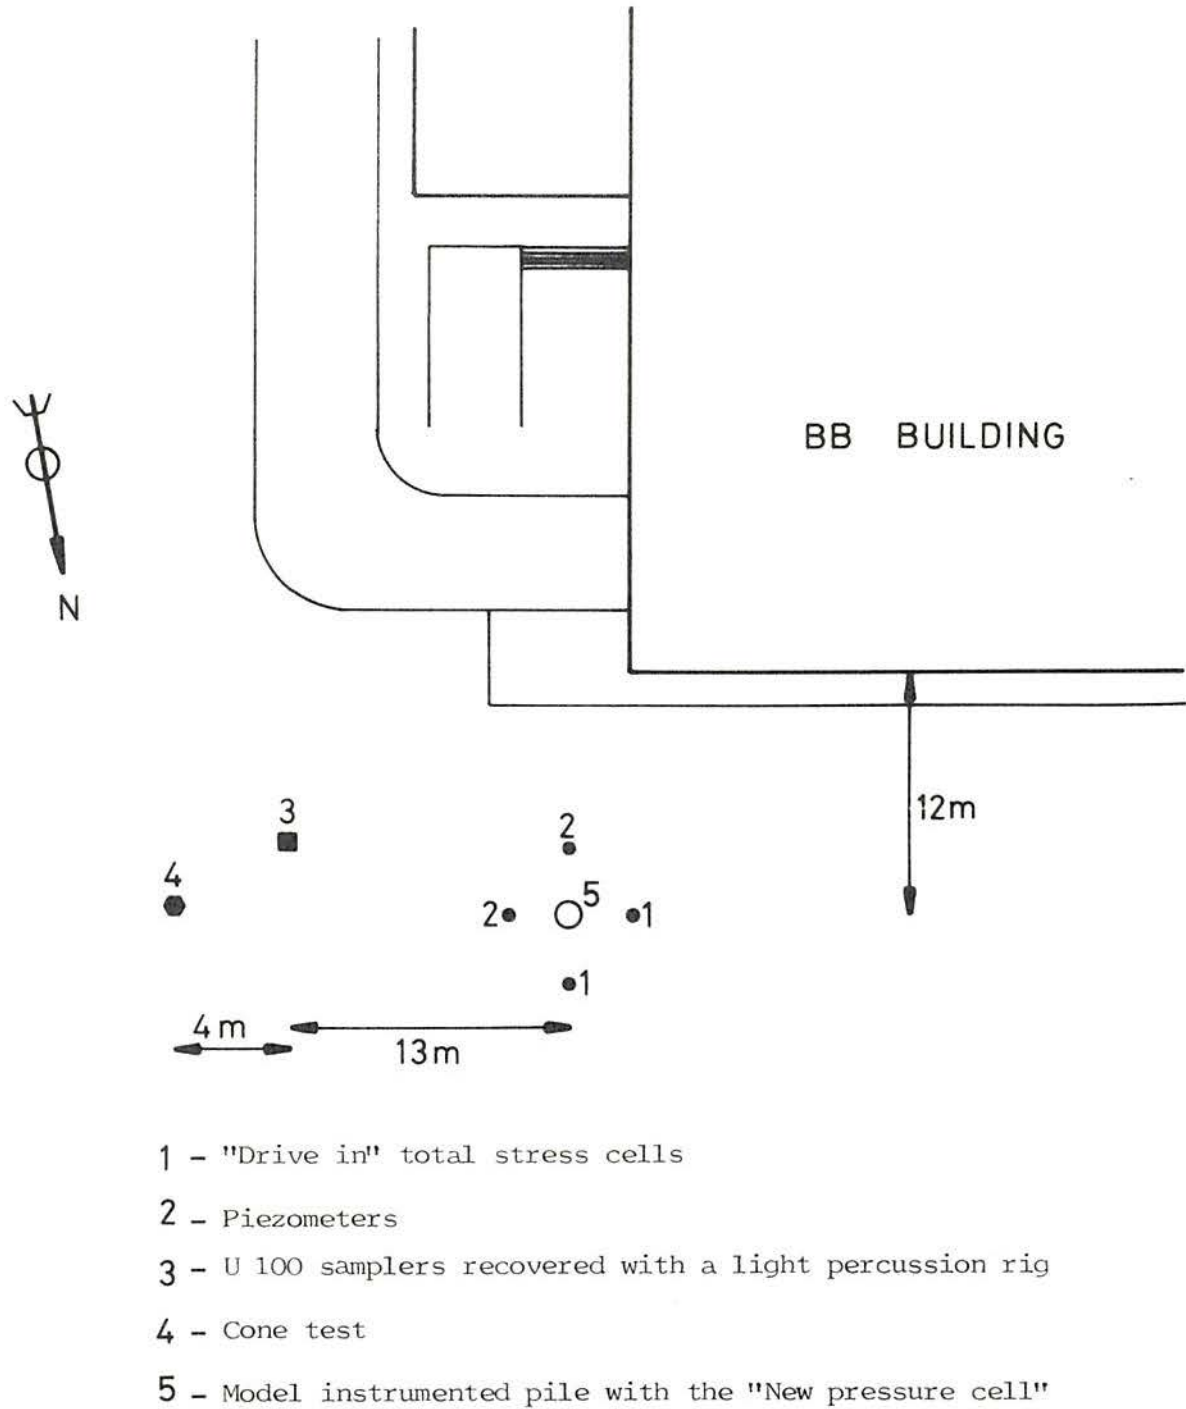 BB BUILDING
N
12m
3
2
4
5
2
1
1
4m
13m
1 - "Drive in" total stress cells
2 - Piezometers
3 - U 100 samplers recovered with a light percussion rig
4 - Cone test
5 - Model instrumented pile with the "New pressure cell"